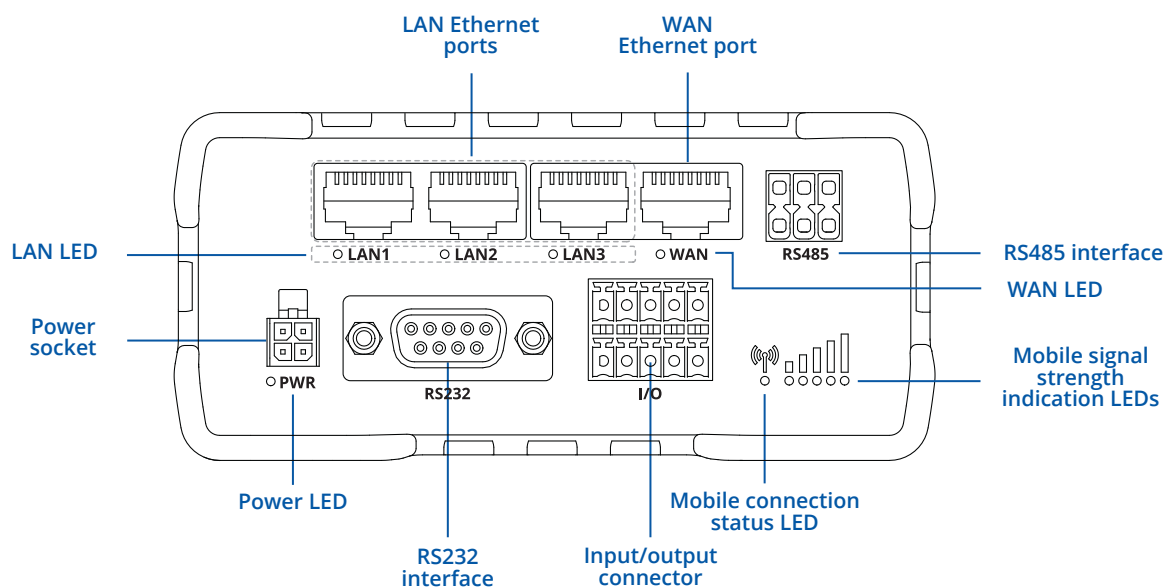 LAN Ethernet
ports
WAN
Ethernet port
LAN LED
LAN1
LAN2
LAN3
WAN
RS485
RS485 interface
WAN LED
Power
socket
PWR
RS232
I/O
Mobile signal
strength
indication LEDs
Power LED
Mobile connection
status LED
RS232
interface
Input/output
connector